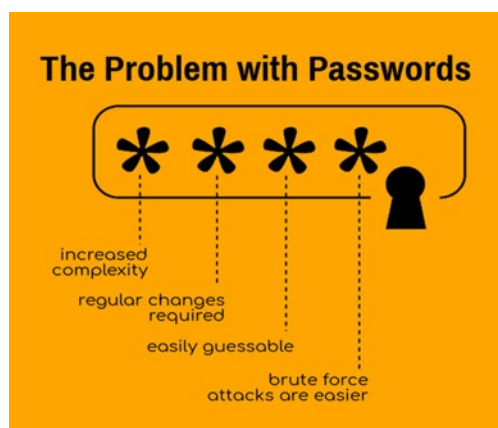 The Problem with Passwords
****
increased
complexity
regular changes
required
easily guessable
brute force
attacks are easier